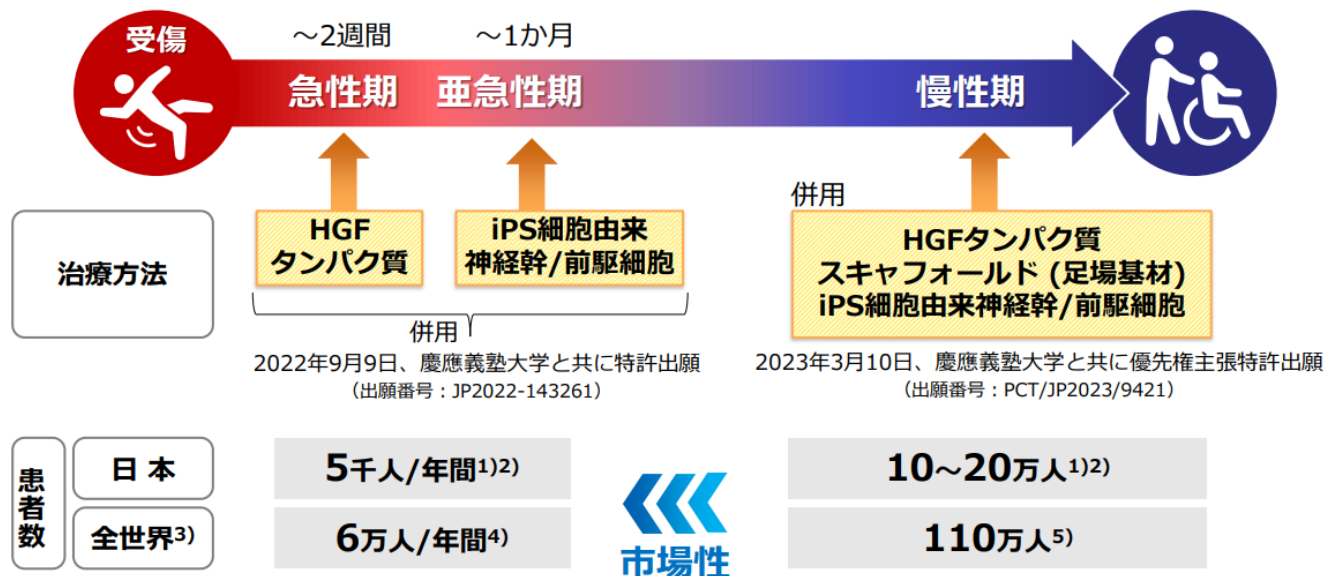 受傷
～2週間
～1か月
急性期
亜急性期
慢性期
併用
治療方法
HGF
タンパク質
iPS細胞由来
神経幹/前駆細胞
HGFタンパク質
スキャフォールド (足場基材)
iPS細胞由来神経幹/前駆細胞
併用
2022年9月9日、慶應義塾大学と共に特許出願
（出願番号：JP2022-143261）
2023年3月10日、慶應義塾大学と共に優先権主張特許出願
（出願番号：PCT/JP2023/9421）
患者数
日 本
5千人/年間1)2)
10～20万人1)2)
全世界3)
6万人/年間4)
110万人5)
市場性